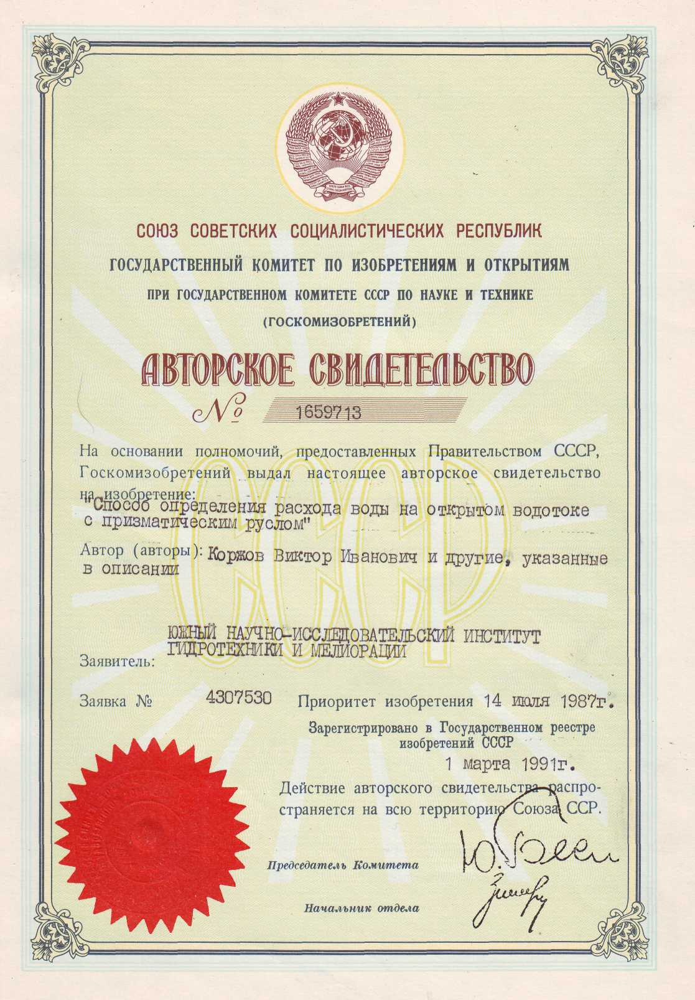 СОЮЗ СОВЕТСКИХ СОЦИАЛИСТИЧЕСКИХ РЕСПУБЛИК
ГОСУДАРСТВЕННЫЙ КОМИТЕТ ПО ИЗОБРЕТЕНИЯМ И ОТКРЫТИЯМ
ПРИ ГОСУДАРСТВЕННОМ КОМИТЕТЕ СССР ПО НАУКЕ И ТЕХНИКЕ
(ГОСКОМИЗОБРЕТЕНИЙ)
АВТОРСКОЕ СВИДЕТЕЛЬСТВО
№ 1659713
СССР
На основании полномочий, предоставленных Правительством СССР,
Госкомизобретений выдал настоящее авторское свидетельство
на изобретение:
"Способ определения расхода воды на открытом водотоке
с призматическим руслом"
Автор (авторы): Коржов Виктор Иванович и другие, указанные
в описании
ЮЖНЫЙ НАУЧНО-ИССЛЕДОВАТЕЛЬСКИЙ ИНСТИТУТ
ГИДРОТЕХНИКИ И МЕЛИОРАЦИИ
Заявитель:
Заявка № 4307530 Приоритет изобретения 14 июля 1987г.
Зарегистрировано в Государственном реестре
изобретений СССР
1 марта 1991г.
Действие авторского свидетельства распро-
страняется на всю территорию Союза ССР.
Председатель Комитета
Начальник отдела